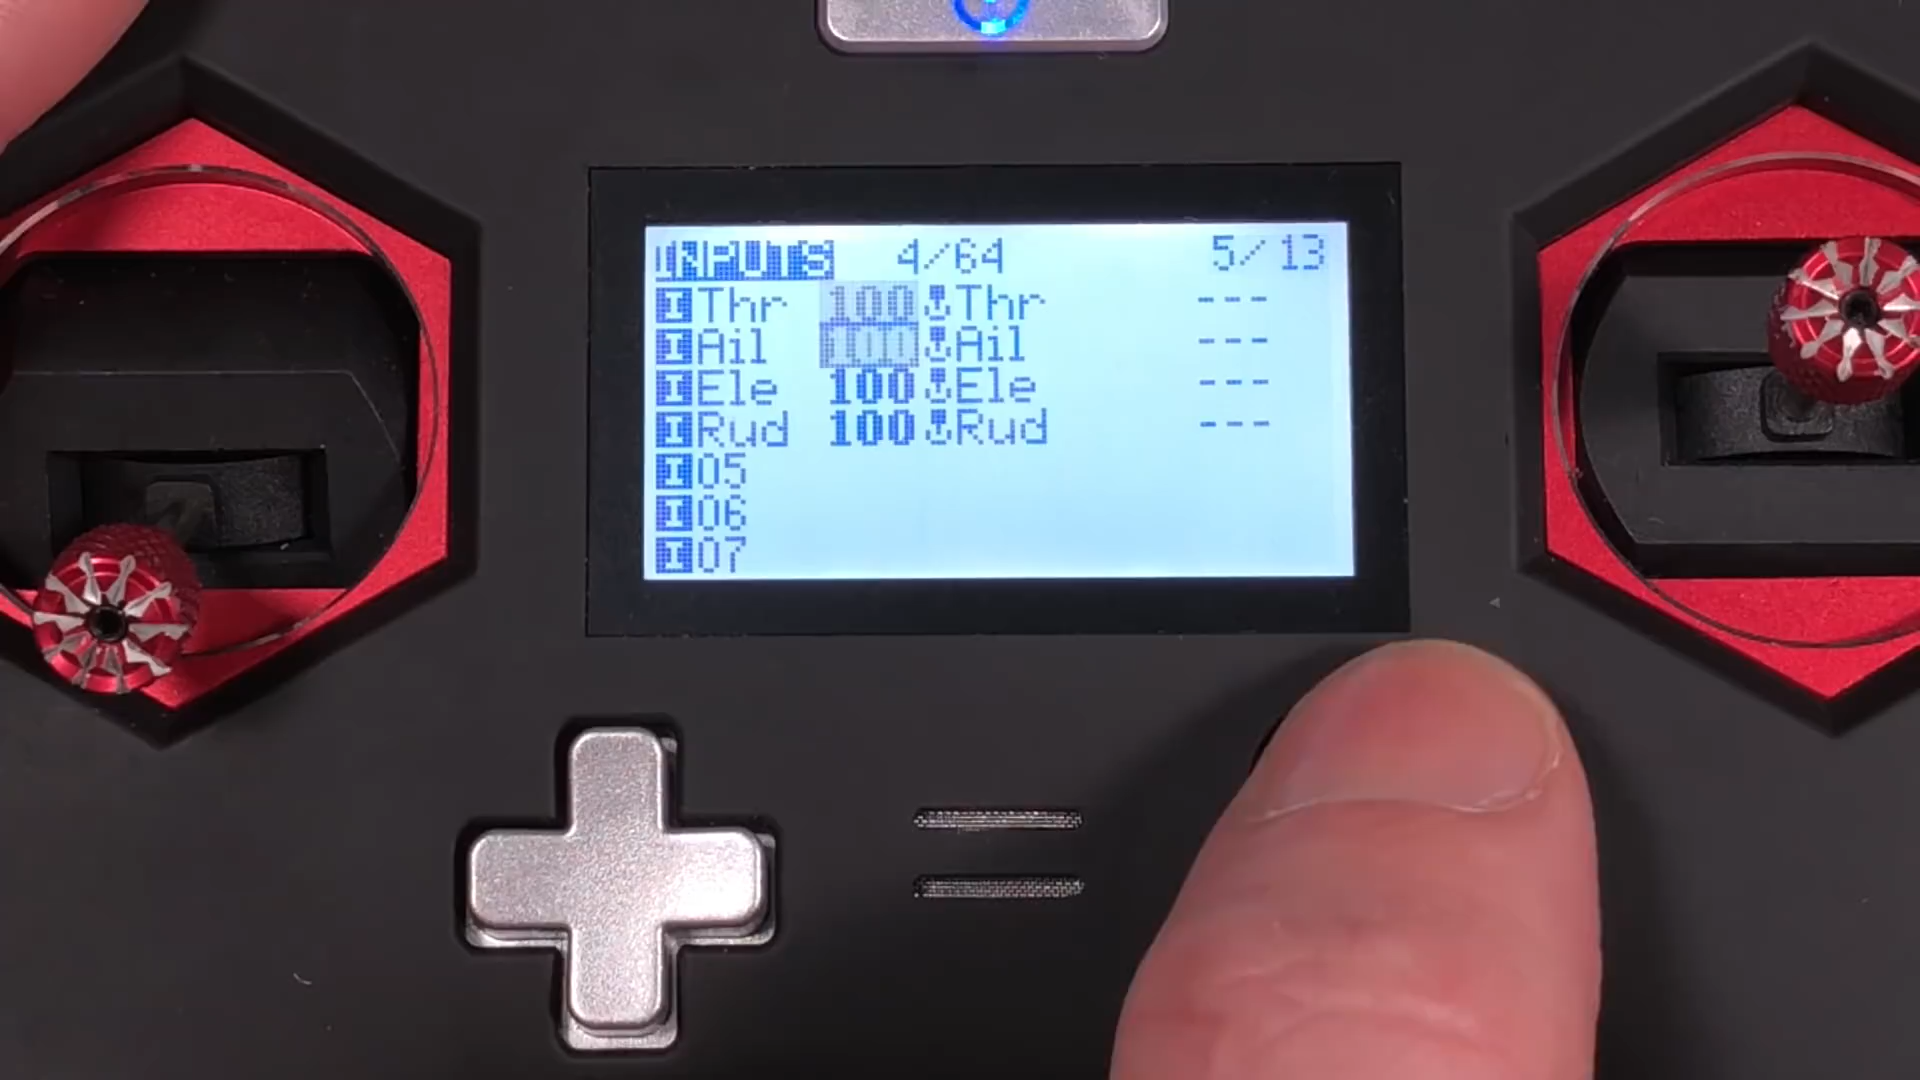 INPUTS 4/64 5/13
I Thr 100 Thr ---
I Ail 100 Ail ---
I Ele 100 Ele ---
I Rud 100 Rud ---
I 05
I 06
I 07